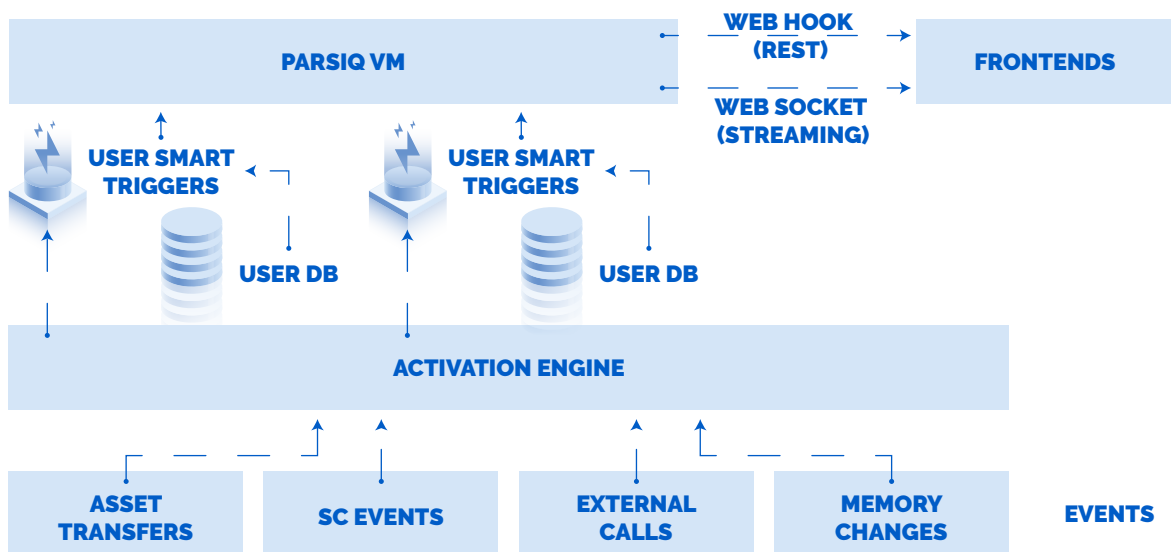 WEB HOOK
(REST)
PARSIQ VM
FRONTENDS
WEB SOCKET
(STREAMING)
USER SMART
TRIGGERS
USER SMART
TRIGGERS
USER DB
USER DB
ACTIVATION ENGINE
ASSET
TRANSFERS
SC EVENTS
EXTERNAL
CALLS
MEMORY
CHANGES
EVENTS